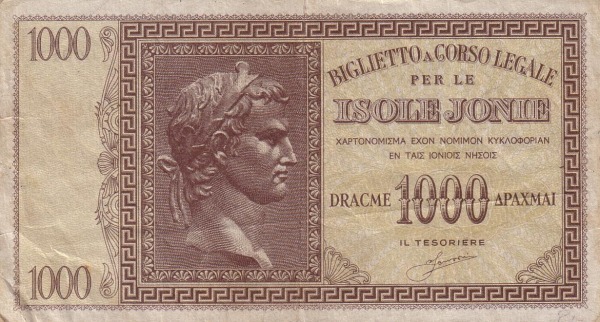 1000
BIGLIETTO A CORSO LEGALE
PER LE
ISOLE JONIE
ΧΑΡΤΟΝΟΜΙΣΜΑ ΕΧΟΝ ΝΟΜΙΜΟΝ ΚΥΚΛΟΦΟΡΙΑΝ
ΕΝ ΤΑΙΣ ΙΟΝΙΟΙΣ ΝΗΣΟΙΣ
DRACME 1000 ΔΡΑΧΜΑΙ
IL TESORIERE
1000